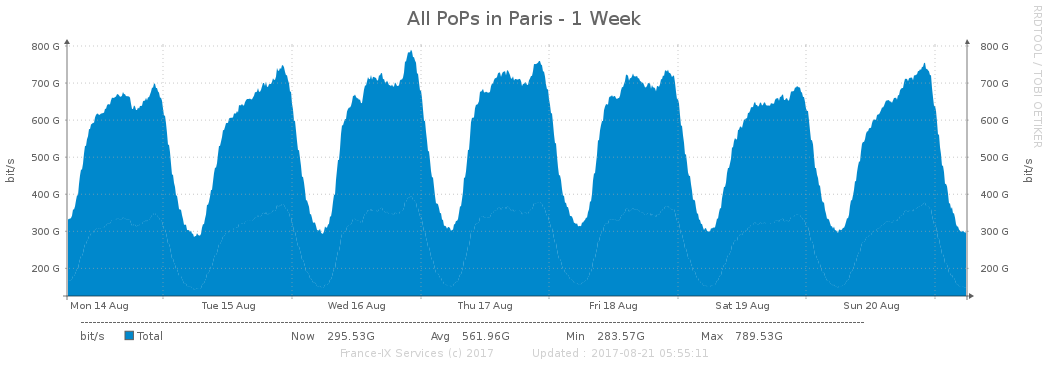 All PoPs in Paris - 1 Week
RRDTOOL / TOBI OETIKER
800 G 800 G
700 G 700 G
600 G 600 G
500 G 500 G
400 G 400 G
300 G 300 G
200 G 200 G
bit/s bit/s
Mon 14 Aug Tue 15 Aug Wed 16 Aug Thu 17 Aug Fri 18 Aug Sat 19 Aug Sun 20 Aug
bit/s Total Now 295.53G Avg 561.96G Min 283.57G Max 789.53G
France-IX Services (c) 2017 Updated : 2017-08-21 05:55:11